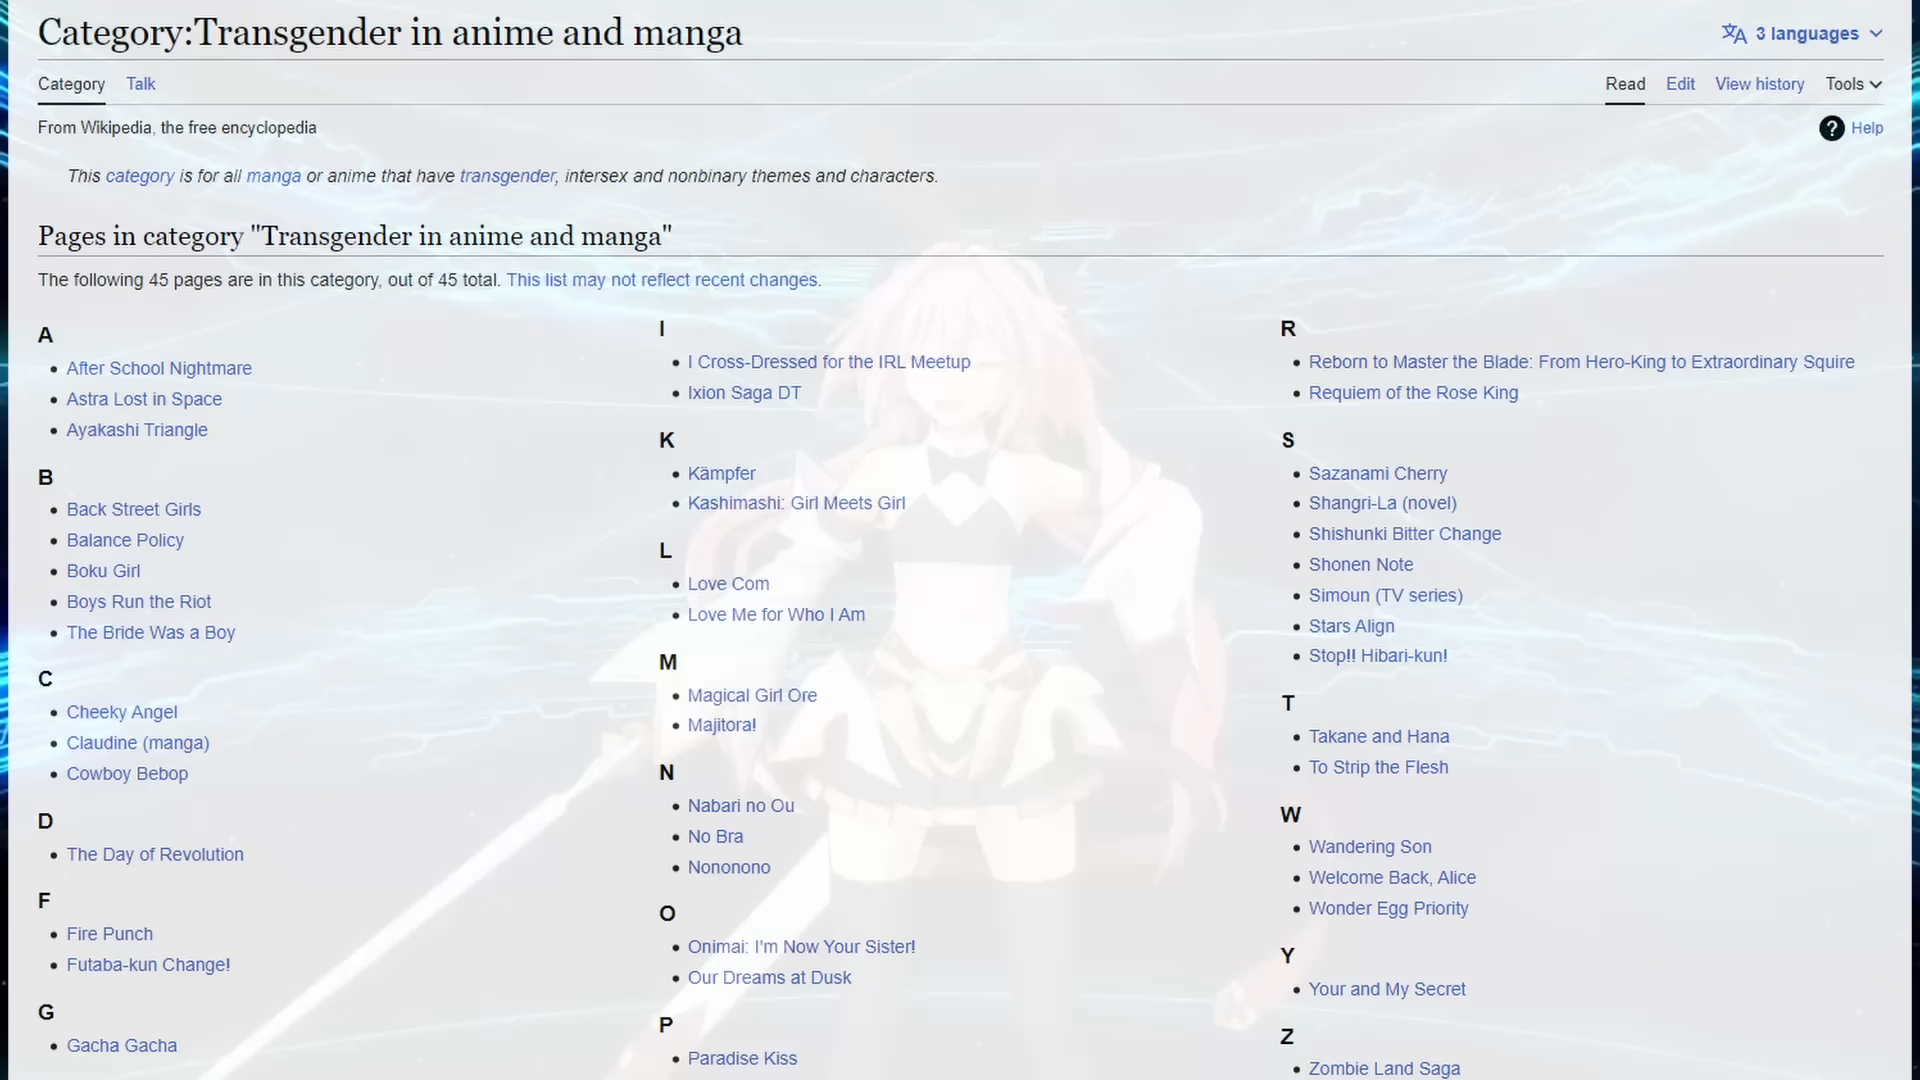 Category:Transgender in anime and manga
3 languages
Category Talk
Read Edit View history Tools
From Wikipedia, the free encyclopedia
? Help
This category is for all manga or anime that have transgender, intersex and nonbinary themes and characters.
Pages in category "Transgender in anime and manga"
The following 45 pages are in this category, out of 45 total. This list may not reflect recent changes.
A
After School Nightmare
Astra Lost in Space
Ayakashi Triangle
B
Back Street Girls
Balance Policy
Boku Girl
Boys Run the Riot
The Bride Was a Boy
C
Cheeky Angel
Claudine (manga)
Cowboy Bebop
D
The Day of Revolution
F
Fire Punch
Futaba-kun Change!
G
Gacha Gacha
I
I Cross-Dressed for the IRL Meetup
Ixion Saga DT
K
Kämpfer
Kashimashi: Girl Meets Girl
L
Love Com
Love Me for Who I Am
M
Magical Girl Ore
Majitora!
N
Nabari no Ou
No Bra
Nononono
O
Onimai: I'm Now Your Sister!
Our Dreams at Dusk
P
Paradise Kiss
R
Reborn to Master the Blade: From Hero-King to Extraordinary Squire
Requiem of the Rose King
S
Sazanami Cherry
Shangri-La (novel)
Shishunki Bitter Change
Shonen Note
Simoun (TV series)
Stars Align
Stop!! Hibari-kun!
T
Takane and Hana
To Strip the Flesh
W
Wandering Son
Welcome Back, Alice
Wonder Egg Priority
Y
Your and My Secret
Z
Zombie Land Saga